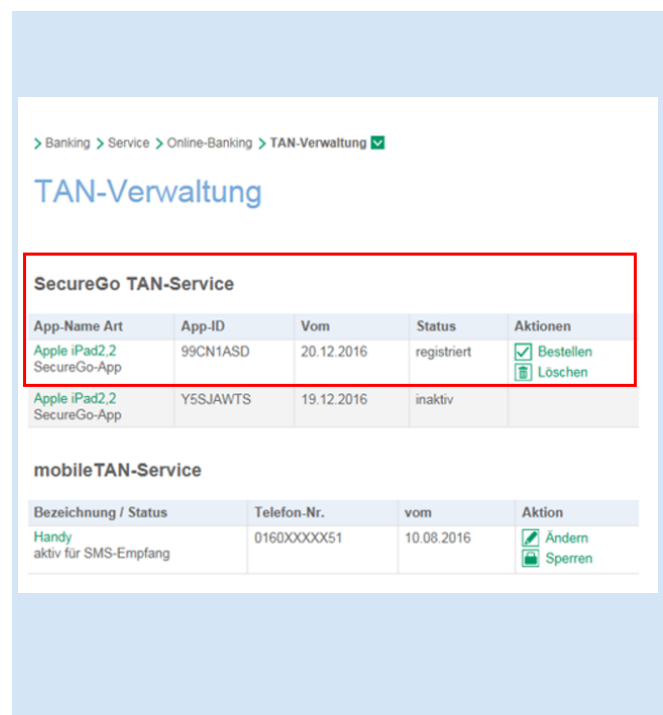 Banking Service Online-Banking TAN-Verwaltung
TAN-Verwaltung
SecureGo TAN-Service
App-Name Art App-ID Vom Status Aktionen
Apple iPad2,2 99CN1ASD 20.12.2016 registriert Bestellen
SecureGo-App Löschen
Apple iPad2,2 Y5SJAWTS 19.12.2016 inaktiv
SecureGo-App
mobileTAN-Service
Bezeichnung / Status Telefon-Nr. vom Aktion
Handy 0160XXXXX51 10.08.2016 Ändern
aktiv für SMS-Empfang Sperren